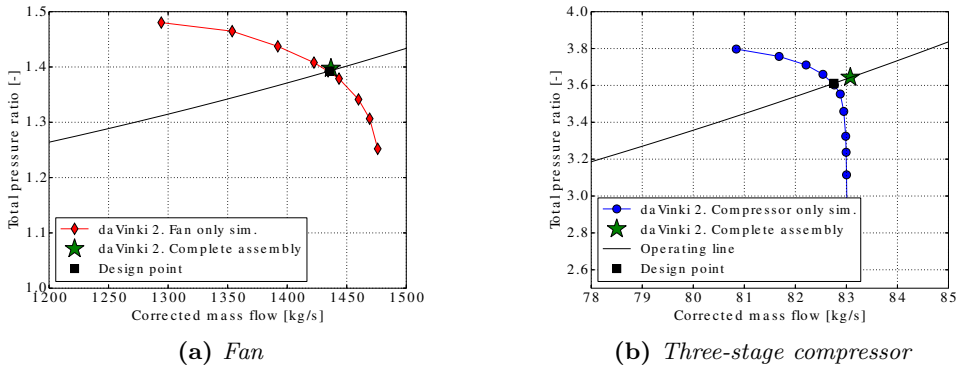 1.5
1.4
1.3
1.2
1.1
1.0
Total pressure ratio [-]
daVinki 2. Fan only sim.
daVinki 2. Complete assembly
Design point
1200 1250 1300 1350 1400 1450 1500
Corrected mass flow [kg/s]
(a) Fan
4.0
3.8
3.6
3.4
3.2
3.0
2.8
2.6
Total pressure ratio [-]
daVinki 2. Compressor only sim.
daVinki 2. Complete assembly
Operating line
Design point
78 79 80 81 82 83 84 85
Corrected mass flow [kg/s]
(b) Three-stage compressor